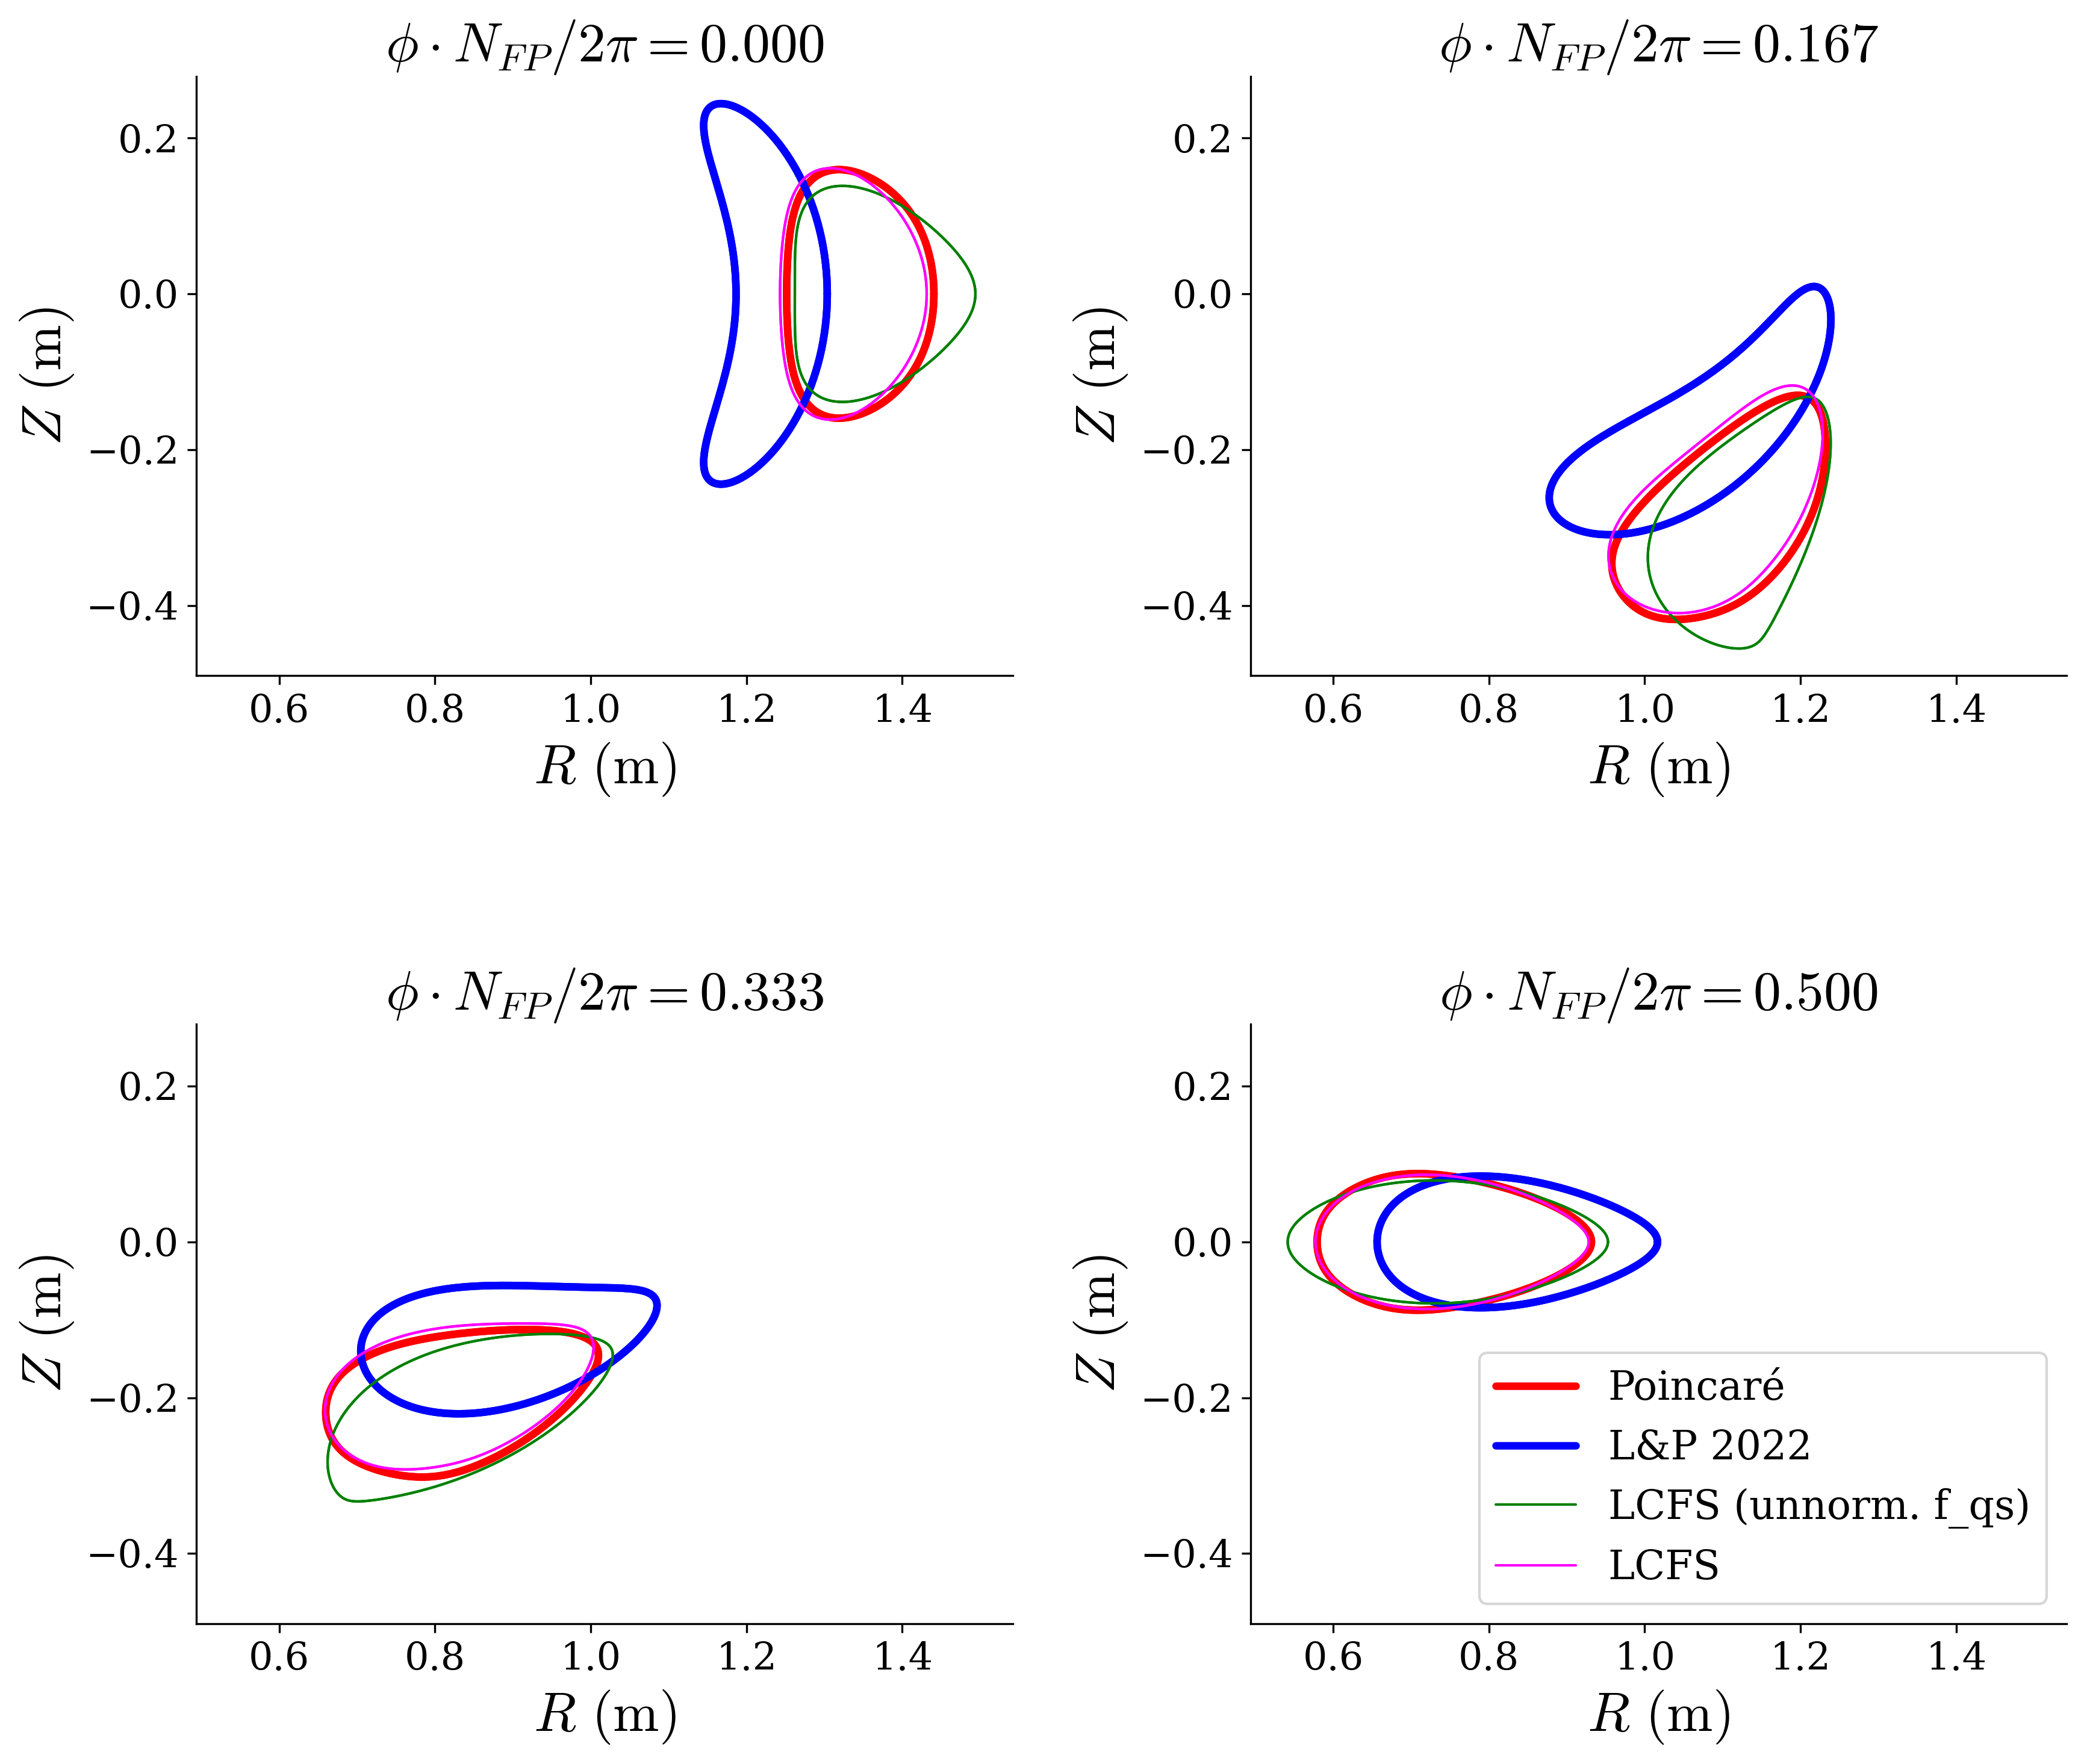 ϕ · N_FP/2π = 0.000
0.2
0.0
−0.2
−0.4
Z (m)
0.6 0.8 1.0 1.2 1.4
R (m)
ϕ · N_FP/2π = 0.167
0.2
0.0
−0.2
−0.4
Z (m)
0.6 0.8 1.0 1.2 1.4
R (m)
ϕ · N_FP/2π = 0.333
0.2
0.0
−0.2
−0.4
Z (m)
0.6 0.8 1.0 1.2 1.4
R (m)
ϕ · N_FP/2π = 0.500
0.2
0.0
−0.2
−0.4
Z (m)
Poincaré
L&P 2022
LCFS (unnorm. f_qs)
LCFS
0.6 0.8 1.0 1.2 1.4
R (m)